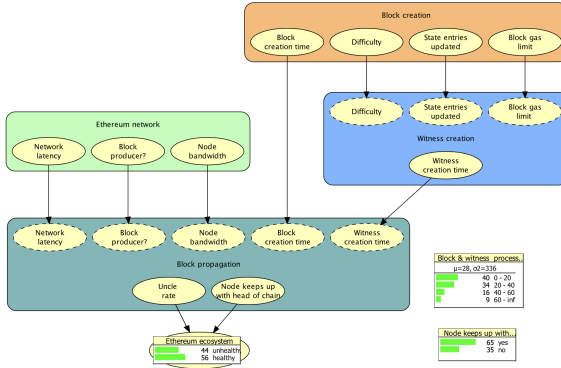 Block creation
Block
creation time
Difficulty
State entries
updated
Block gas
limit
Difficulty
State entries
updated
Block gas
limit
Witness creation
Witness
creation time
Ethereum network
Network
latency
Block
producer?
Node
bandwidth
Network
latency
Block
producer?
Node
bandwidth
Block
creation time
Witness
creation time
Block propagation
Uncle
rate
Node keeps up
with head of chain
Ethereum ecosystem
44 unhealthy
56 healthy
Block & witness process...
μ=28, σ2=336
40 0 - 20
34 20 - 40
16 40 - 60
9 60 - inf
Node keeps up with...
65 yes
35 no